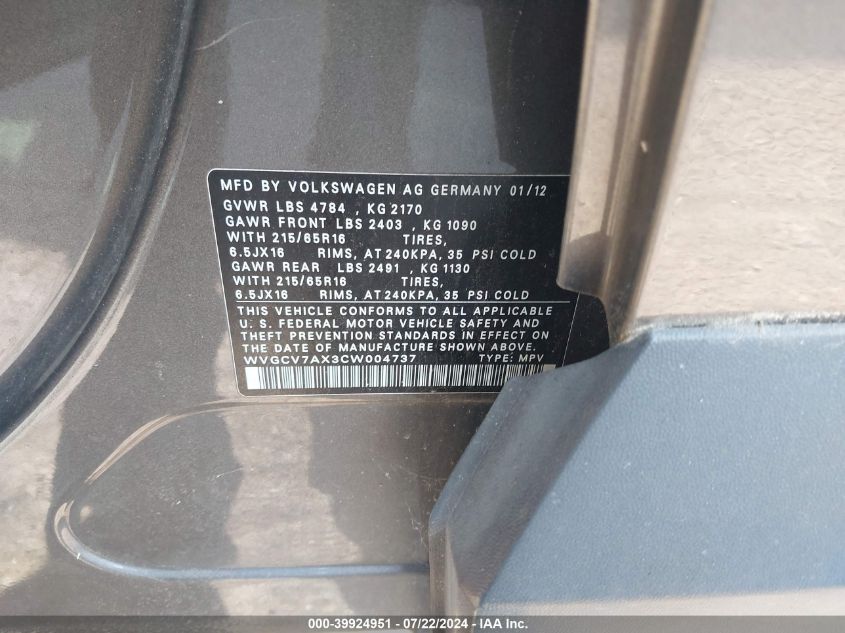 MFD BY VOLKSWAGEN AG GERMANY 01/12
GVWR LBS 4784 , KG 2170
GAWR FRONT LBS 2403 , KG 1090
WITH 215/65R16 TIRES,
6.5JX16 RIMS, AT 240KPA, 35 PSI COLD
GAWR REAR LBS 2491 , KG 1130
WITH 215/65R16 TIRES,
6.5JX16 RIMS, AT 240KPA, 35 PSI COLD
THIS VEHICLE CONFORMS TO ALL APPLICABLE
U. S. FEDERAL MOTOR VEHICLE SAFETY AND
THEFT PREVENTION STANDARDS IN EFFECT ON
THE DATE OF MANUFACTURE SHOWN ABOVE.
WVGCV7AX3CW004737 TYPE: MPV
000-39924951 - 07/22/2024 - IAA Inc.